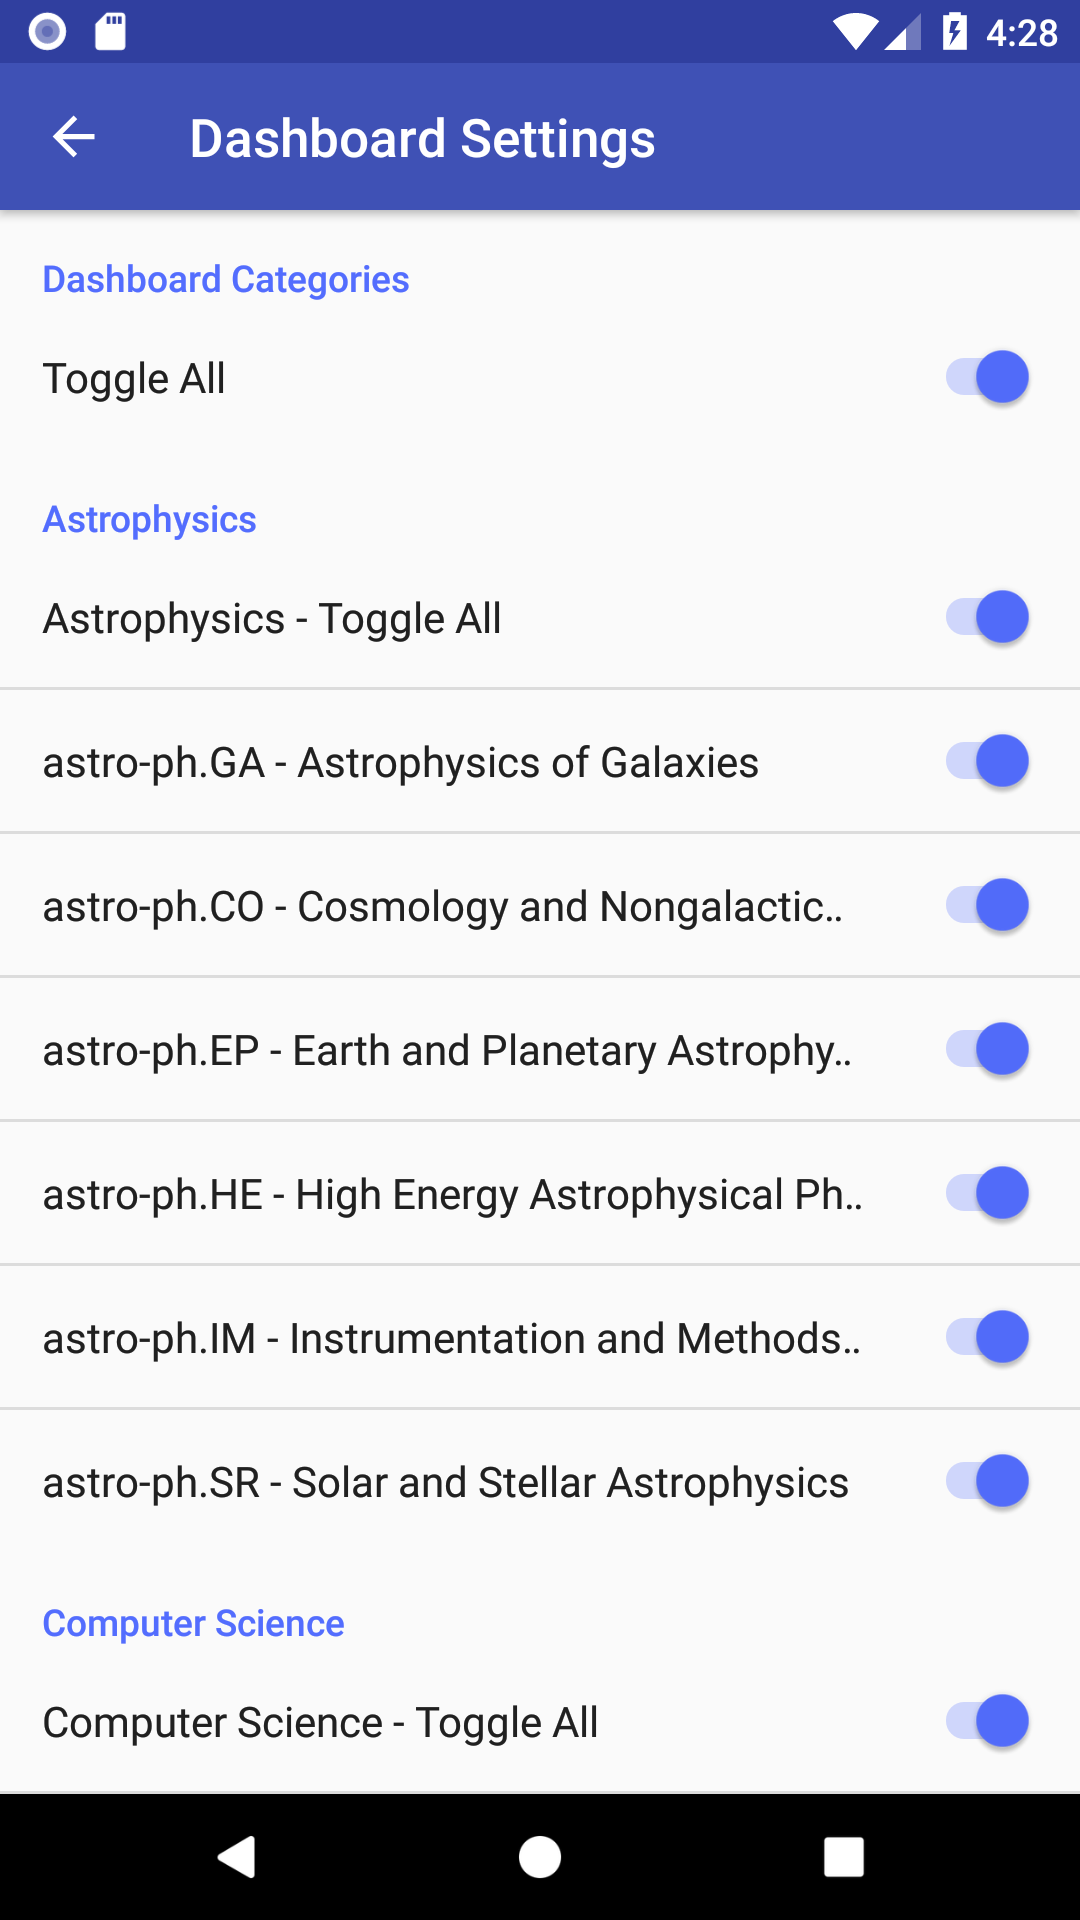 4:28
Dashboard Settings
Dashboard Categories
Toggle All
Astrophysics
Astrophysics - Toggle All
astro-ph.GA - Astrophysics of Galaxies
astro-ph.CO - Cosmology and Nongalactic..
astro-ph.EP - Earth and Planetary Astrophy..
astro-ph.HE - High Energy Astrophysical Ph..
astro-ph.IM - Instrumentation and Methods..
astro-ph.SR - Solar and Stellar Astrophysics
Computer Science
Computer Science - Toggle All